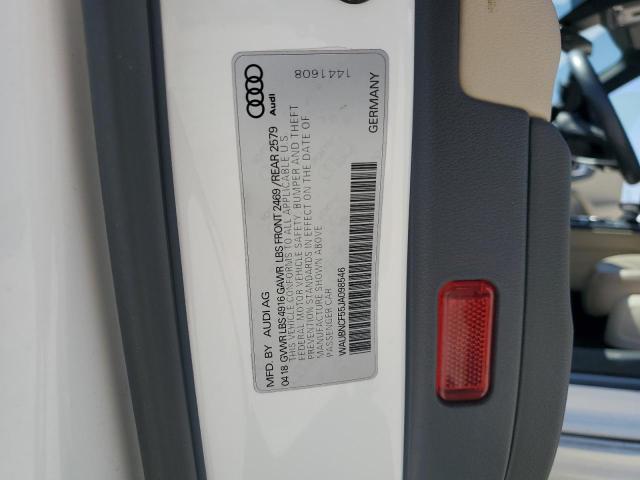 MFD. BY AUDI AG
0418 GVWR LBS 4916 GAWR LBS FRONT 2469/REAR 2579
THIS VEHICLE CONFORMS TO ALL APPLICABLE U S
FEDERAL MOTOR VEHICLE SAFETY, BUMPER AND THEFT
PREVENTION STANDARDS IN EFFECT ON THE DATE OF
MANUFACTURE SHOWN ABOVE
PASSENGER CAR
WAU8NCF55JA098546
GERMANY
Audi
1441608